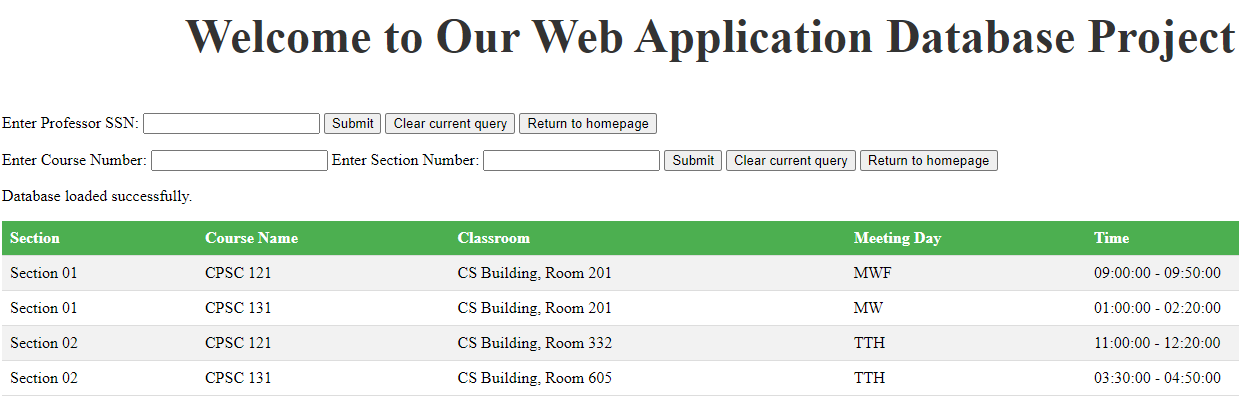 Welcome to Our Web Application Database Project
Enter Professor SSN: Submit Clear current query Return to homepage
Enter Course Number: Enter Section Number: Submit Clear current query Return to homepage
Database loaded successfully.
Section Course Name Classroom Meeting Day Time
Section 01 CPSC 121 CS Building, Room 201 MWF 09:00:00 - 09:50:00
Section 01 CPSC 131 CS Building, Room 201 MW 01:00:00 - 02:20:00
Section 02 CPSC 121 CS Building, Room 332 TTH 11:00:00 - 12:20:00
Section 02 CPSC 131 CS Building, Room 605 TTH 03:30:00 - 04:50:00